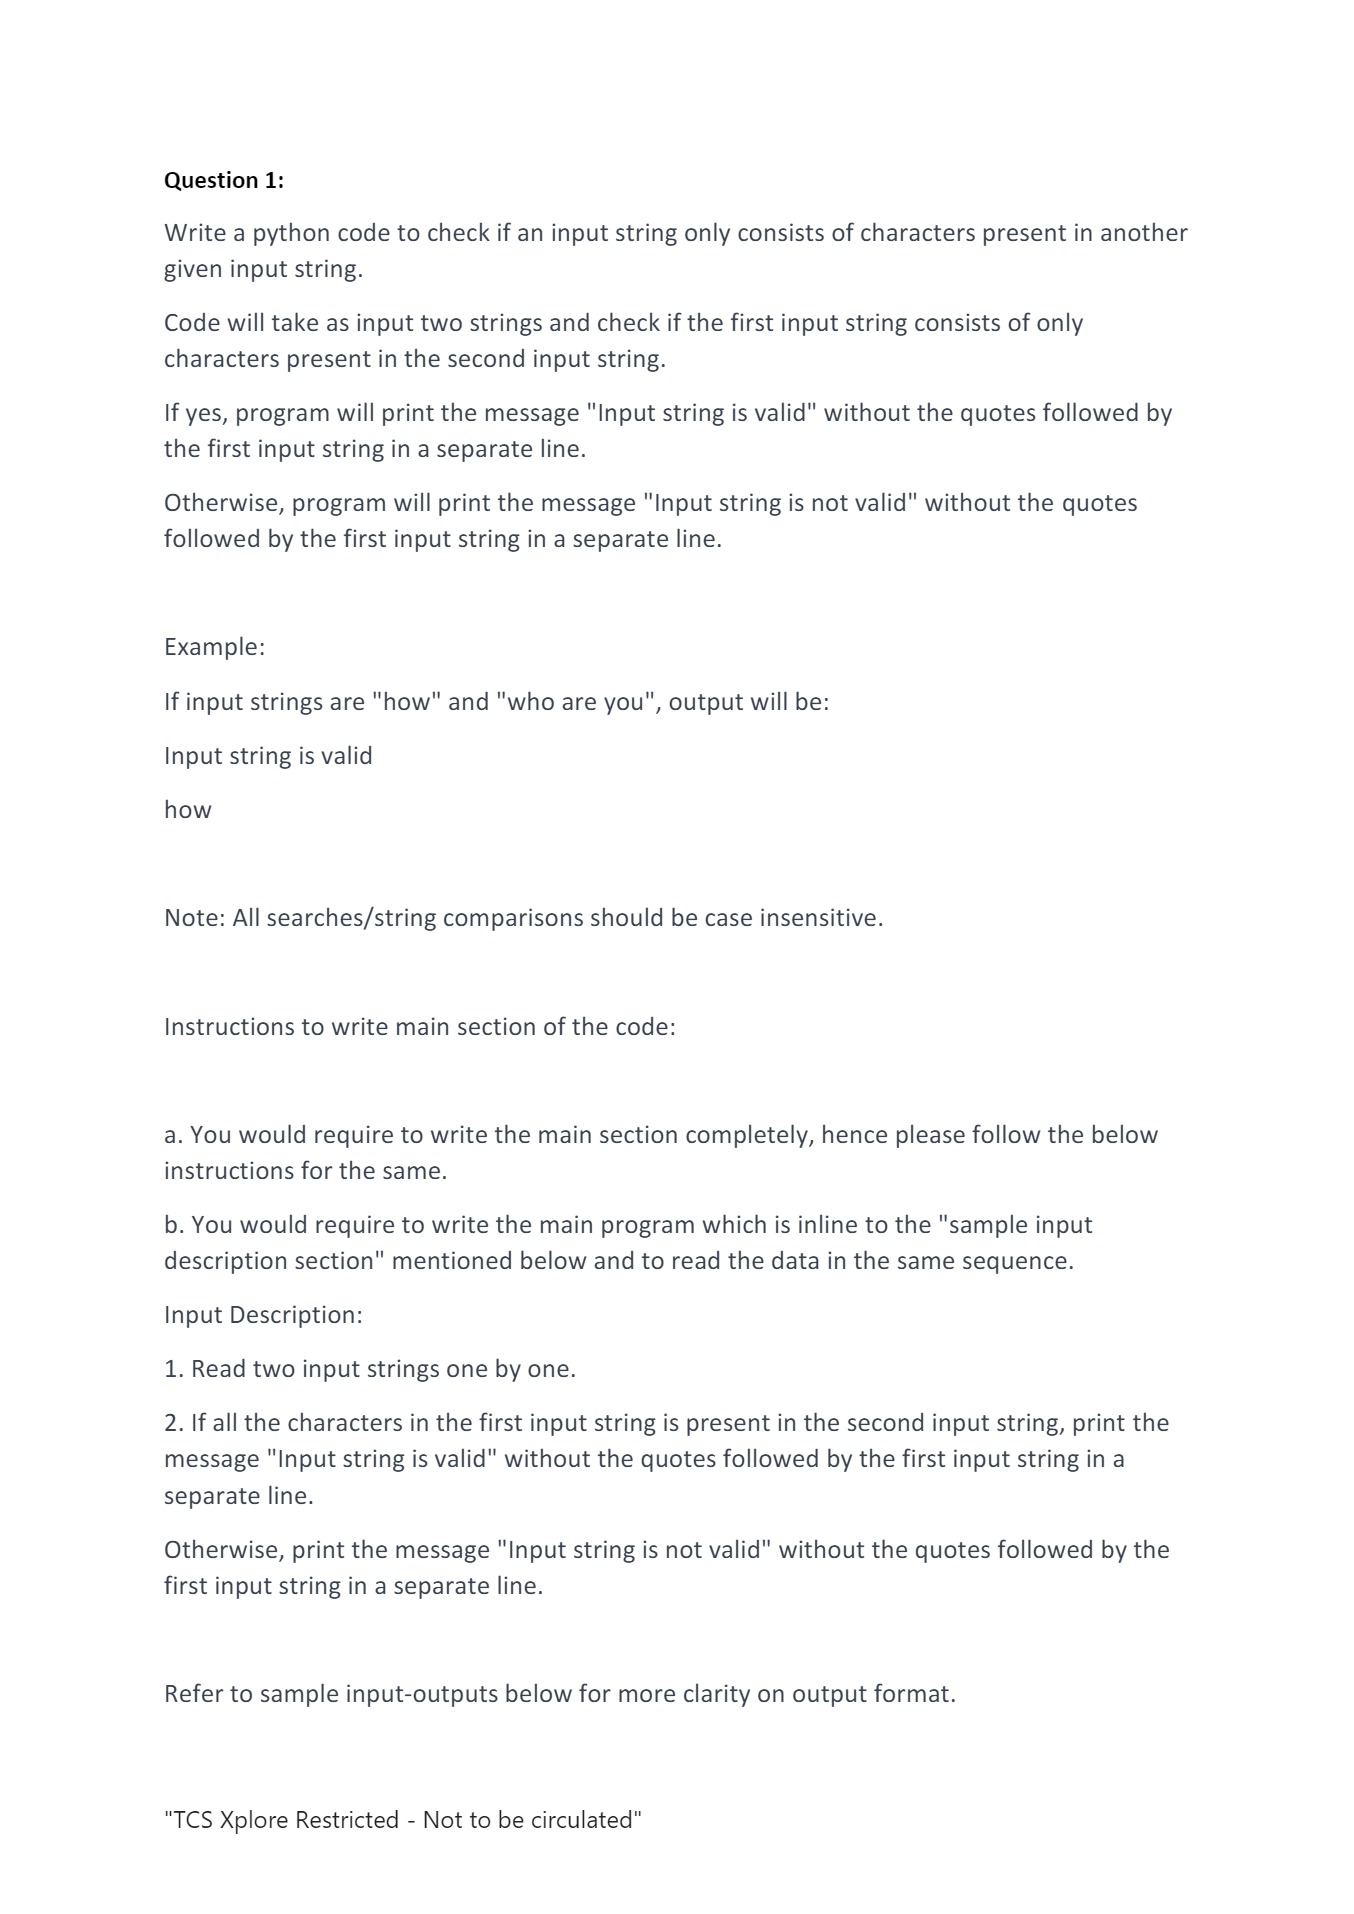 Question 1:
Write a python code to check if an input string only consists of characters present in another
given input string.
Code will take as input two strings and check if the first input string consists of only
characters present in the second input string.
If yes, program will print the message "Input string is valid" without the quotes followed by
the first input string in a separate line.
Otherwise, program will print the message "Input string is not valid" without the quotes
followed by the first input string in a separate line.
Example:
If input strings are "how" and "who are you", output will be:
Input string is valid
how
Note: All searches/string comparisons should be case insensitive.
Instructions to write main section of the code:
a. You would require to write the main section completely, hence please follow the below
instructions for the same.
b. You would require to write the main program which is inline to the "sample input
description section" mentioned below and to read the data in the same sequence.
Input Description:
1. Read two input strings one by one.
2. If all the characters in the first input string is present in the second input string, print the
message "Input string is valid" without the quotes followed by the first input string in a
separate line.
Otherwise, print the message "Input string is not valid" without the quotes followed by the
first input string in a separate line.
Refer to sample input-outputs below for more clarity on output format.
"TCS Xplore Restricted - Not to be circulated"